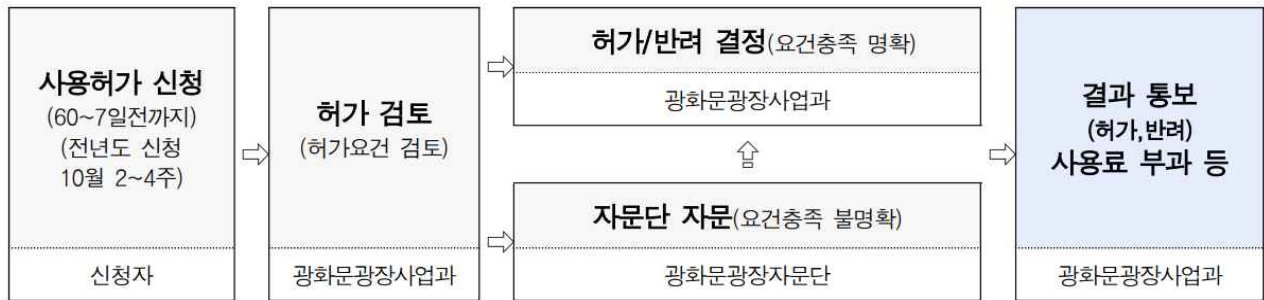 사용허가 신청
(60~7일전까지)
(전년도 신청
10월 2~4주)
신청자
허가 검토
(허가요건 검토)
광화문광장사업과
허가/반려 결정(요건충족 명확)
광화문광장사업과
자문단 자문(요건충족 불명확)
광화문광장자문단
결과 통보
(허가,반려)
사용료 부과 등
광화문광장사업과